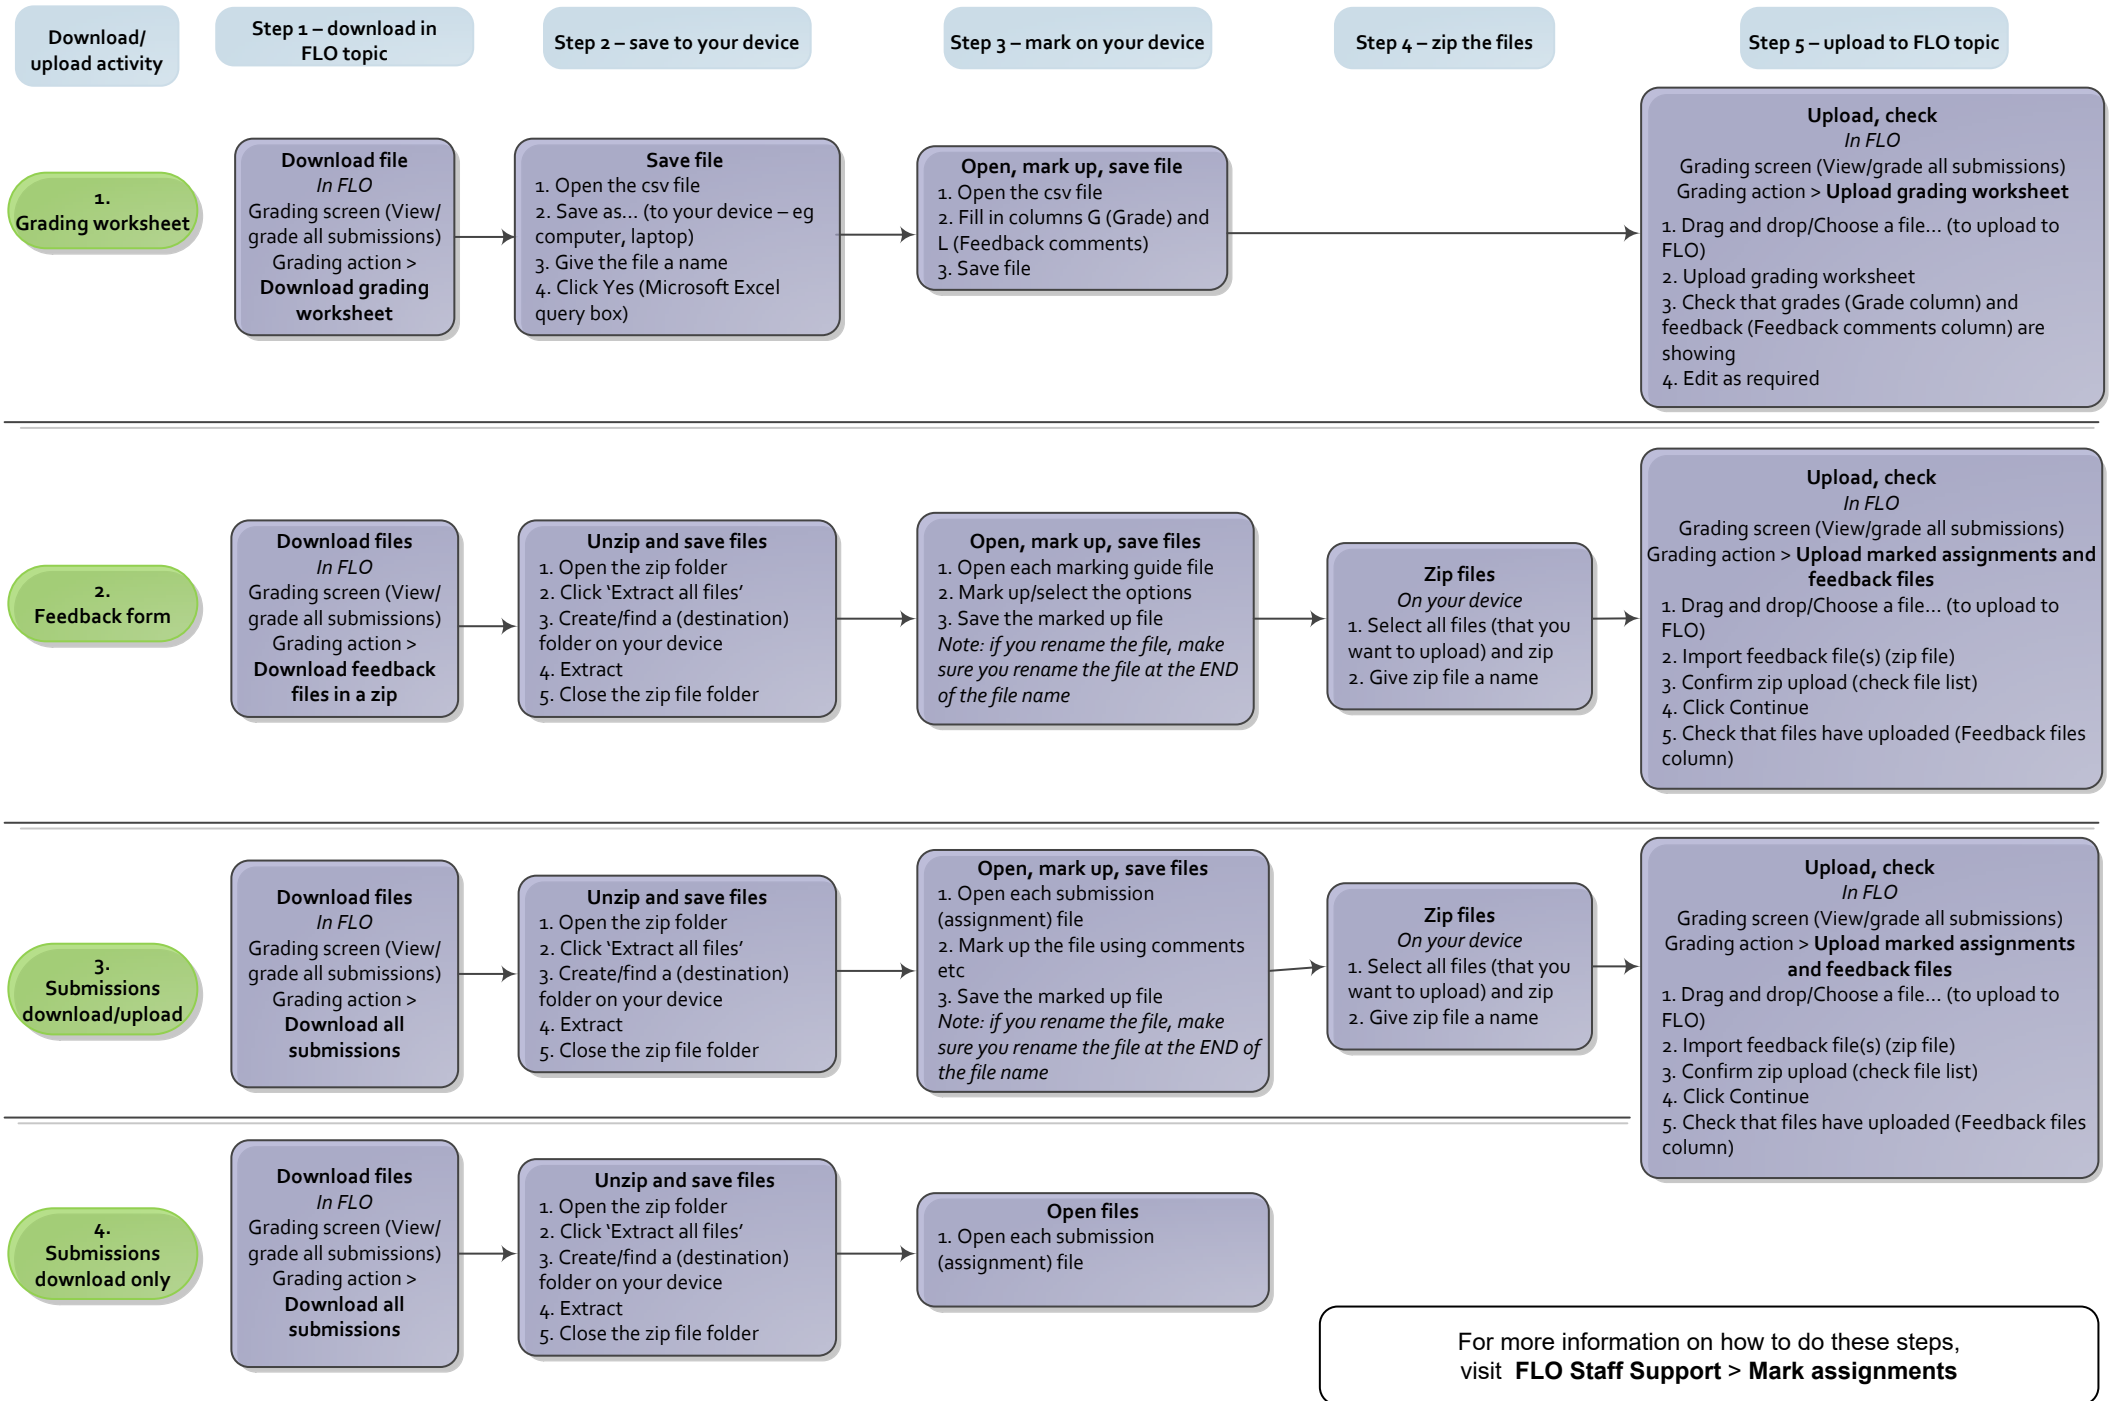 Download/
upload activity
Step 1 – download in
FLO topic
Step 2 – save to your device
Step 3 – mark on your device
Step 4 – zip the files
Step 5 – upload to FLO topic
1.
Grading worksheet
Download file
In FLO
Grading screen (View/
grade all submissions)
Grading action >
Download grading
worksheet
Save file
1. Open the csv file
2. Save as... (to your device – eg
computer, laptop)
3. Give the file a name
4. Click Yes (Microsoft Excel
query box)
Open, mark up, save file
1. Open the csv file
2. Fill in columns G (Grade) and
L (Feedback comments)
3. Save file
Upload, check
In FLO
Grading screen (View/grade all submissions)
Grading action > Upload grading worksheet
1. Drag and drop/Choose a file... (to upload to
FLO)
2. Upload grading worksheet
3. Check that grades (Grade column) and
feedback (Feedback comments column) are
showing
4. Edit as required
2.
Feedback form
Download files
In FLO
Grading screen (View/
grade all submissions)
Grading action >
Download feedback
files in a zip
Unzip and save files
1. Open the zip folder
2. Click ‘Extract all files’
3. Create/find a (destination)
folder on your device
4. Extract
5. Close the zip file folder
Open, mark up, save files
1. Open each marking guide file
2. Mark up/select the options
3. Save the marked up file
Note: if you rename the file, make
sure you rename the file at the END
of the file name
Zip files
On your device
1. Select all files (that you
want to upload) and zip
2. Give zip file a name
Upload, check
In FLO
Grading screen (View/grade all submissions)
Grading action > Upload marked assignments and
feedback files
1. Drag and drop/Choose a file... (to upload to
FLO)
2. Import feedback file(s) (zip file)
3. Confirm zip upload (check file list)
4. Click Continue
5. Check that files have uploaded (Feedback files
column)
3.
Submissions
download/upload
Download files
In FLO
Grading screen (View/
grade all submissions)
Grading action >
Download all
submissions
Unzip and save files
1. Open the zip folder
2. Click ‘Extract all files’
3. Create/find a (destination)
folder on your device
4. Extract
5. Close the zip file folder
Open, mark up, save files
1. Open each submission
(assignment) file
2. Mark up the file using comments
etc
3. Save the marked up file
Note: if you rename the file, make
sure you rename the file at the END of
the file name
Zip files
On your device
1. Select all files (that you
want to upload) and zip
2. Give zip file a name
Upload, check
In FLO
Grading screen (View/grade all submissions)
Grading action > Upload marked assignments
and feedback files
1. Drag and drop/Choose a file... (to upload to
FLO)
2. Import feedback file(s) (zip file)
3. Confirm zip upload (check file list)
4. Click Continue
5. Check that files have uploaded (Feedback files
column)
4.
Submissions
download only
Download files
In FLO
Grading screen (View/
grade all submissions)
Grading action >
Download all
submissions
Unzip and save files
1. Open the zip folder
2. Click ‘Extract all files’
3. Create/find a (destination)
folder on your device
4. Extract
5. Close the zip file folder
Open files
1. Open each submission
(assignment) file
For more information on how to do these steps,
visit FLO Staff Support > Mark assignments